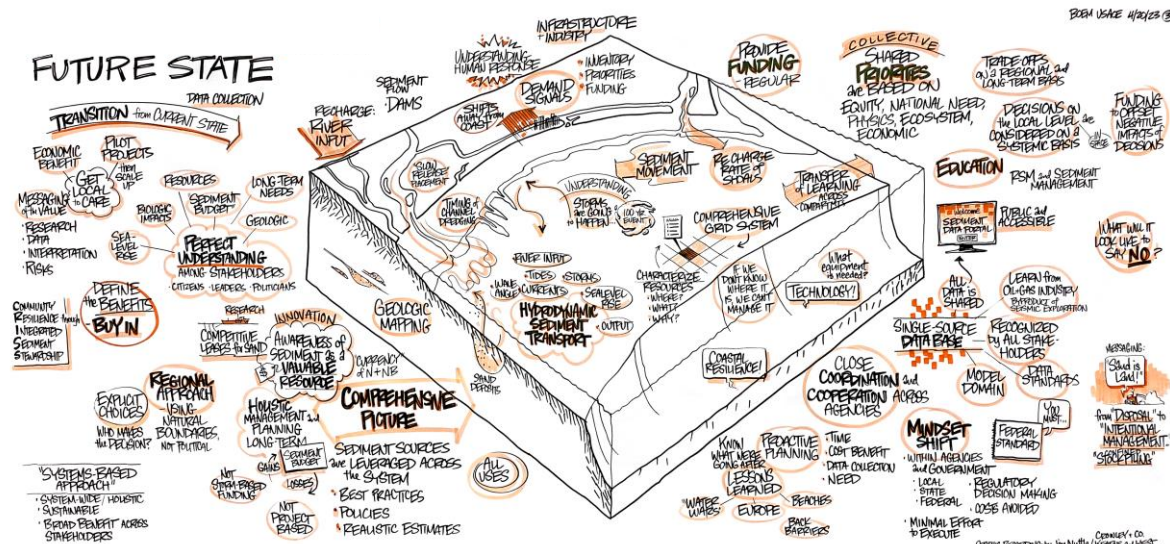 BOEM USACE 4/20/23
FUTURE STATE
DATA COLLECTION
TRANSITION from CURRENT STATE
ECONOMIC
BENEFIT
PILOT
PROJECTS
then
SCALE UP
GET
LOCAL
to CARE
MESSAGING
of the VALUE
• RESEARCH
• DATA
• INTERPRETATION
• RISKS
RESOURCES
SEDIMENT
BUDGET
LONG-TERM
NEEDS
BIOLOGIC
IMPACTS
GEOLOGIC
SEA-
LEVEL
RISE
PERFECT
UNDERSTANDING
AMONG STAKEHOLDERS
• CITIZENS • LEADERS • POLITICIANS
DEFINE
the BENEFITS
BUY IN
COMMUNITY
RESILIENCE through
INTEGRATED
SEDIMENT
STEWARDSHIP
RESEARCH
COMPETITIVE
LEASES for SAND
INNOVATION
AWARENESS of
SEDIMENT as a
VALUABLE
RESOURCE
$
CURRENCY
of N+NB
EXPLICIT
CHOICES
WHO MAKES
the DECISION?
REGIONAL
APPROACH
USING
NATURAL
BOUNDARIES,
NOT POLITICAL
HOLISTIC
MANAGEMENT and
PLANNING
LONG-TERM
GAINS
SEDIMENT
BUDGET
LOSSES
NOT
STORM-BASED
FUNDING
NOT
PROJECT
BASED
"SYSTEMS-BASED
APPROACH"
• SYSTEM-WIDE/HOLISTIC
• SUSTAINABLE
• BROAD BENEFIT ACROSS
STAKEHOLDERS
COMPREHENSIVE
PICTURE
SEDIMENT SOURCES
are LEVERAGED ACROSS
the SYSTEM
• BEST PRACTICES
• POLICIES
• REALISTIC ESTIMATES
ALL
USES
RECHARGE:
RIVER
INPUT
SEDIMENT
FLOW
• DAMS
UNDERSTANDING
HUMAN RESPONSE
INFRASTRUCTURE
+ INDUSTRY
SHIFTS
AWAY from
COAST
DEMAND
SIGNALS
• INVENTORY
• PRIORITIES
• FUNDING
PROVIDE
FUNDING
- REGULAR
"SLOW
RELEASE"
PLACEMENT
TIMING of
CHANNEL
DREDGING
SEDIMENT
MOVEMENT
RECHARGE
RATE of
SHOALS
TRANSFER
of LEARNING
ACROSS
UNDERSTANDING
STORMS
are GOING
to HAPPEN
100 YR
EVENT
COMPREHENSIVE
GRID SYSTEM
CHARACTERIZE
RESOURCES
• WHERE?
• WHAT?
• WHY?
RIVER INPUT
• TIDES
• STORMS
• WAVE
ANGLE
• CURRENTS
• SEA LEVEL
RISE
• OUTPUT
HYDRODYNAMIC
SEDIMENT
TRANSPORT
GEOLOGIC
MAPPING
SAND
DEPOSITS
IF WE
DON'T KNOW
WHERE IT
IS, WE CAN'T
MANAGE IT
What
equipment
is needed?
TECHNOLOGY!
COASTAL
RESILIENCE!
CLOSE
COORDINATION and
COOPERATION ACROSS
AGENCIES
• TIME
• COST BENEFIT
• DATA COLLECTION
• NEED
PROACTIVE
PLANNING
KNOW
WHAT WE'RE
GOING AFTER
LESSONS
LEARNED
"WATER
WARS"
EUROPE
BEACHES
BACK
BARRIERS
COLLECTIVE
SHARED
PRIORITIES
are BASED ON
EQUITY, NATIONAL NEED,
PHYSICS, ECOSYSTEM,
ECONOMIC
TRADE OFFS
ON a REGIONAL and
LONG-TERM BASIS
DECISIONS on
the LOCAL LEVEL are
CONSIDERED ON a
SYSTEMIC BASIS
FUNDING
to OFFSET
NEGATIVE
IMPACTS of
DECISIONS
EDUCATION
RSM and SEDIMENT
MANAGEMENT
Welcome
SEDIMENT
DATA PORTAL
PUBLIC and
ACCESSIBLE
WHAT WILL IT
LOOK LIKE to
SAY NO?
ALL
DATA is
SHARED
LEARN from
OIL+GAS INDUSTRY
BYPRODUCT of
SEISMIC EXPLORATION
SINGLE-SOURCE
DATA BASE
RECOGNIZED
by ALL STAKE-
HOLDERS
DATA
STANDARDS
MODEL
DOMAIN
MESSAGING:
"Sand is
Land!"
from "DISPOSAL" to
"INTENTIONAL
MANAGEMENT"
"STOCKPILING"
MINDSET
SHIFT
• WITHIN AGENCIES
and GOVERNMENT
• LOCAL
• STATE
• FEDERAL
• MINIMAL EFFORT
to EXECUTE
FEDERAL
STANDARD
YOU
MUST...
• REGULATORY
DECISION MAKING
CROWLEY + CO.